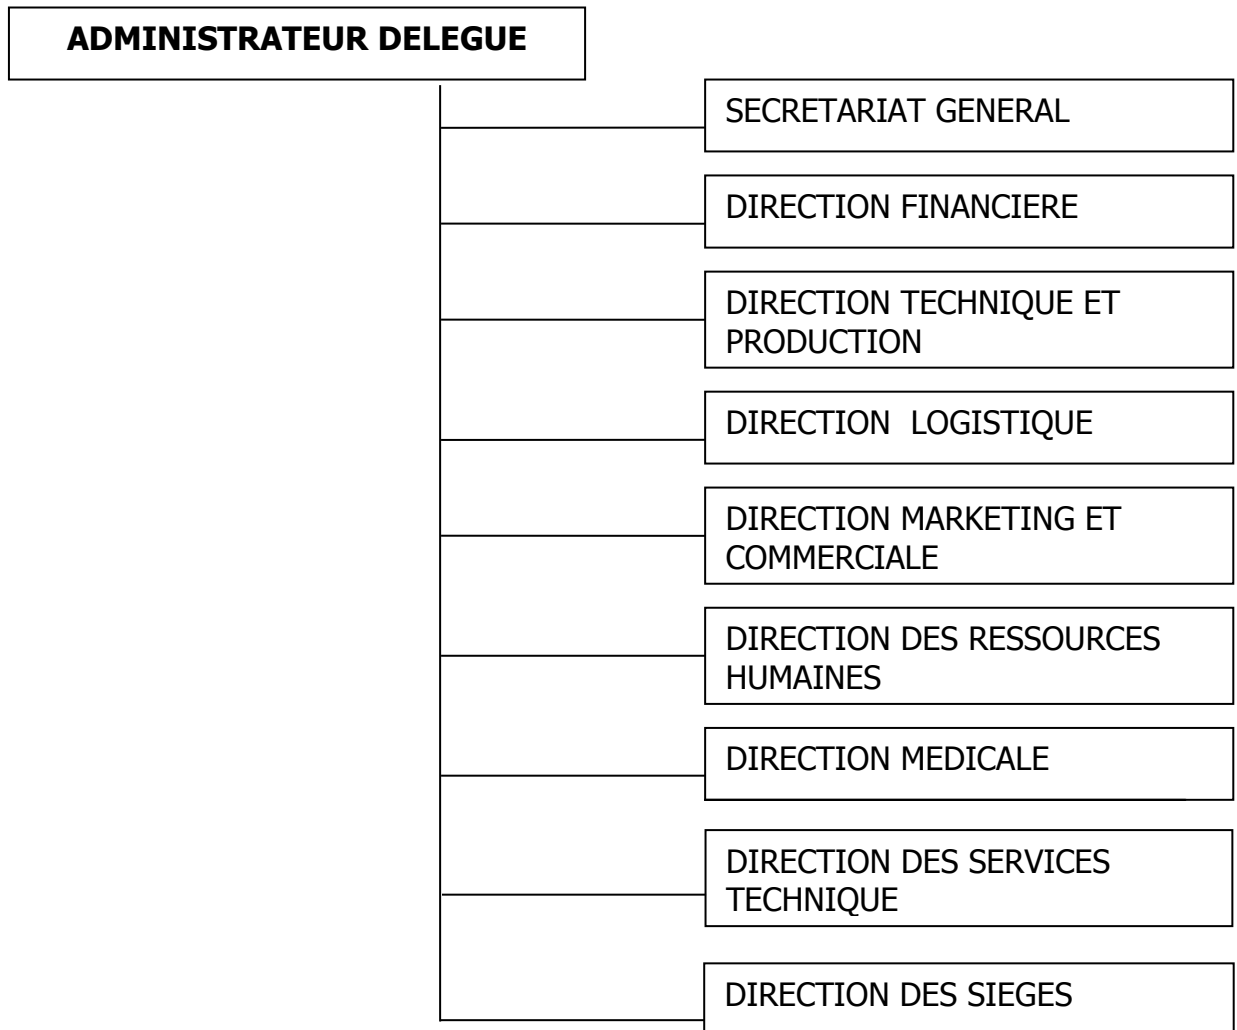 ADMINISTRATEUR DELEGUE
SECRETARIAT GENERAL
DIRECTION FINANCIERE
DIRECTION TECHNIQUE ET
PRODUCTION
DIRECTION LOGISTIQUE
DIRECTION MARKETING ET
COMMERCIALE
DIRECTION DES RESSOURCES
HUMAINES
DIRECTION MEDICALE
DIRECTION DES SERVICES
TECHNIQUE
DIRECTION DES SIEGES